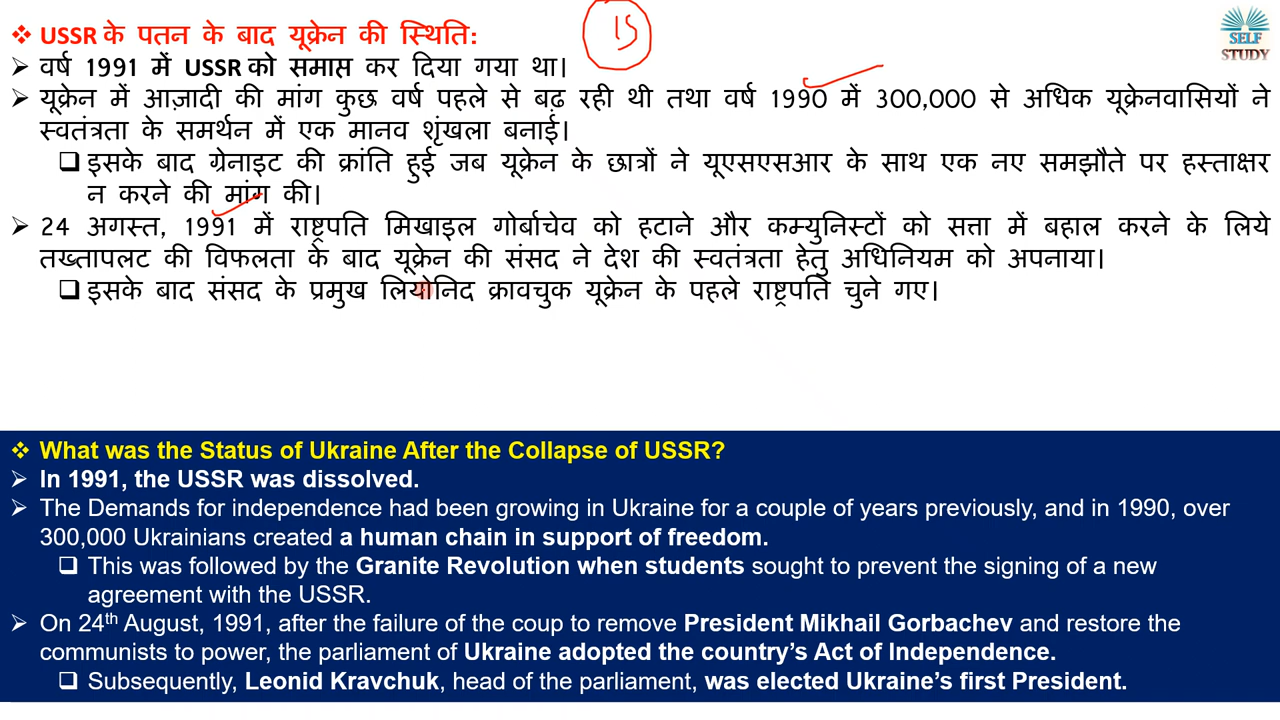 ❖ USSR के पतन के बाद यूक्रेन की स्थिति:
15
SELF
STUDY
➢ वर्ष 1991 में USSR को समाप्त कर दिया गया था।
➢ यूक्रेन में आज़ादी की मांग कुछ वर्ष पहले से बढ़ रही थी तथा वर्ष 1990 में 300,000 से अधिक यूक्रेनवासियों ने
स्वतंत्रता के समर्थन में एक मानव शृंखला बनाई।
❑ इसके बाद ग्रेनाइट की क्रांति हुई जब यूक्रेन के छात्रों ने यूएसएसआर के साथ एक नए समझौते पर हस्ताक्षर
न करने की मांग की।
➢ 24 अगस्त, 1991 में राष्ट्रपति मिखाइल गोर्बाचेव को हटाने और कम्युनिस्टों को सत्ता में बहाल करने के लिये
तख्तापलट की विफलता के बाद यूक्रेन की संसद ने देश की स्वतंत्रता हेतु अधिनियम को अपनाया।
❑ इसके बाद संसद के प्रमुख लियोनिद क्रावचुक यूक्रेन के पहले राष्ट्रपति चुने गए।
❖ What was the Status of Ukraine After the Collapse of USSR?
➢ In 1991, the USSR was dissolved.
➢ The Demands for independence had been growing in Ukraine for a couple of years previously, and in 1990, over
300,000 Ukrainians created a human chain in support of freedom.
❑ This was followed by the Granite Revolution when students sought to prevent the signing of a new
agreement with the USSR.
➢ On 24th August, 1991, after the failure of the coup to remove President Mikhail Gorbachev and restore the
communists to power, the parliament of Ukraine adopted the country's Act of Independence.
❑ Subsequently, Leonid Kravchuk, head of the parliament, was elected Ukraine's first President.